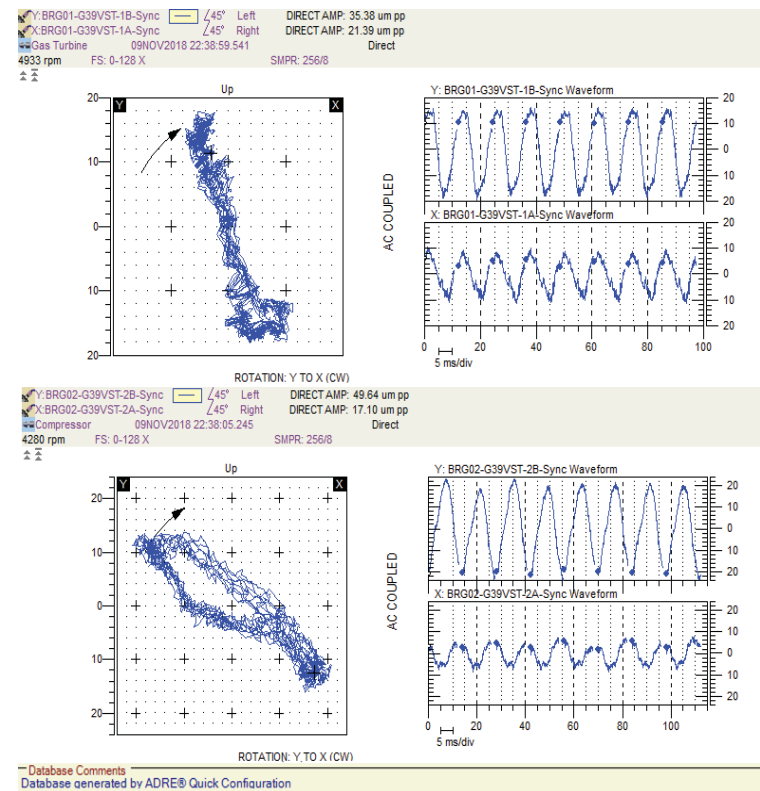 Y:BRG01-G39VST-1B-Sync ∠45° Left DIRECT AMP: 35.38 um pp
X:BRG01-G39VST-1A-Sync ∠45° Right DIRECT AMP: 21.39 um pp
Gas Turbine 09NOV2018 22:38:59.541 Direct
4933 rpm FS: 0-128 X SMPR: 256/8
Up
Y X
20
10
0
10
20
ROTATION: Y TO X (CW)
AC COUPLED
Y: BRG01-G39VST-1B-Sync Waveform
20
10
0
10
20
X: BRG01-G39VST-1A-Sync Waveform
20
10
0
10
20
0 20 40 60 80 100
5 ms/div
Y:BRG02-G39VST-2B-Sync ∠45° Left DIRECT AMP: 49.64 um pp
X:BRG02-G39VST-2A-Sync ∠45° Right DIRECT AMP: 17.10 um pp
Compressor 09NOV2018 22:38:05.245 Direct
4280 rpm FS: 0-128 X SMPR: 256/8
Up
Y X
20
10
0
10
20
ROTATION: Y TO X (CW)
AC COUPLED
Y: BRG02-G39VST-2B-Sync Waveform
20
10
0
10
20
X: BRG02-G39VST-2A-Sync Waveform
20
10
0
10
20
0 20 40 60 80 100
5 ms/div
Database Comments
Database generated by ADRE® Quick Configuration